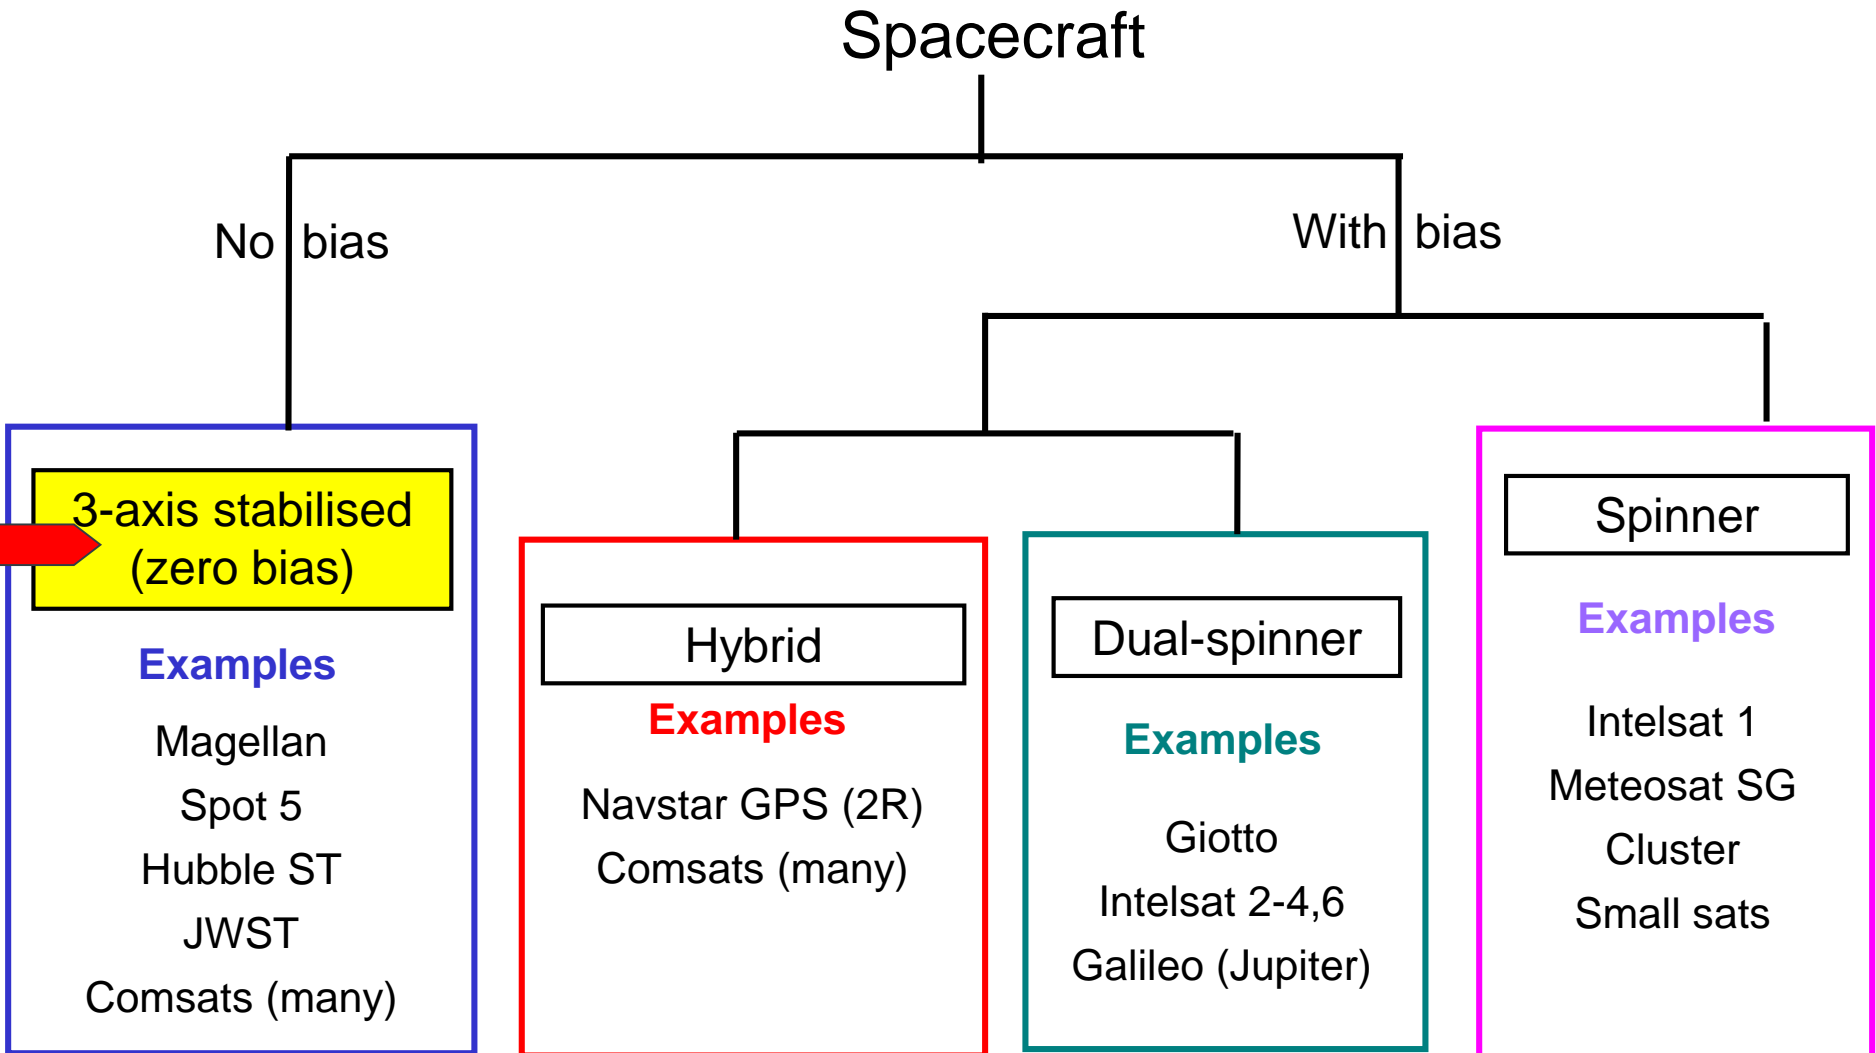 Spacecraft
No bias
With bias
3-axis stabilised
(zero bias)
Examples
Magellan
Spot 5
Hubble ST
JWST
Comsats (many)
Hybrid
Examples
Navstar GPS (2R)
Comsats (many)
Dual-spinner
Examples
Giotto
Intelsat 2-4,6
Galileo (Jupiter)
Spinner
Examples
Intelsat 1
Meteosat SG
Cluster
Small sats